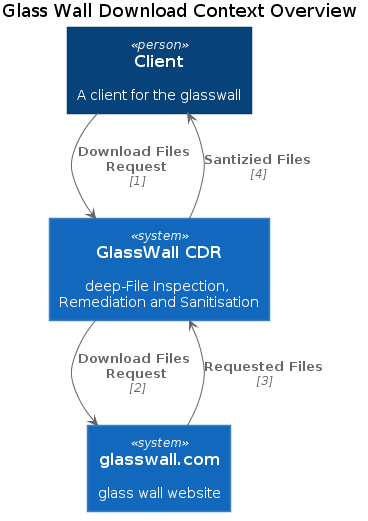 Glass Wall Download Context Overview
«person»
Client
A client for the glasswall
Download Files
Request
[1]
Santizied Files
[4]
«system»
GlassWall CDR
deep-File Inspection,
Remediation and Sanitisation
Download Files
Request
[2]
Requested Files
[3]
«system»
glasswall.com
glass wall website